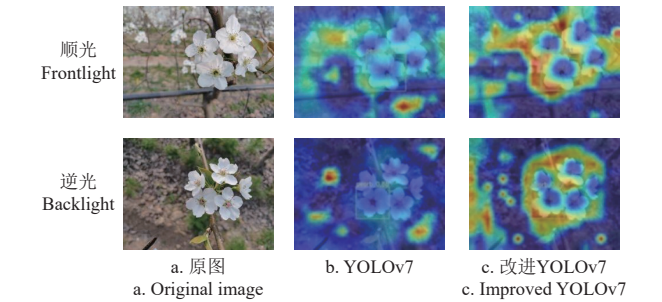 顺光
Frontlight
逆光
Backlight
a. 原图
a. Original image
b. YOLOv7
c. 改进YOLOv7
c. Improved YOLOv7